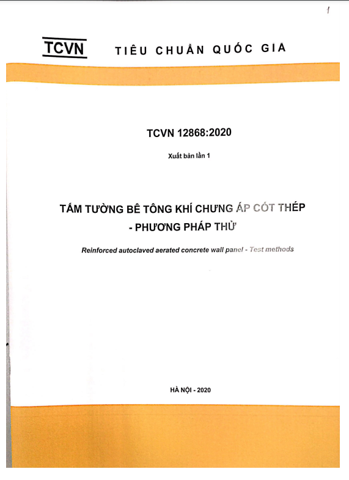 1
TCVN TIÊU CHUẨN QUỐC GIA
TCVN 12868:2020
Xuất bản lần 1
TẤM TƯỜNG BÊ TÔNG KHÍ CHƯNG ÁP CỐT THÉP
- PHƯƠNG PHÁP THỬ
Reinforced autoclaved aerated concrete wall panel - Test methods
HÀ NỘI - 2020